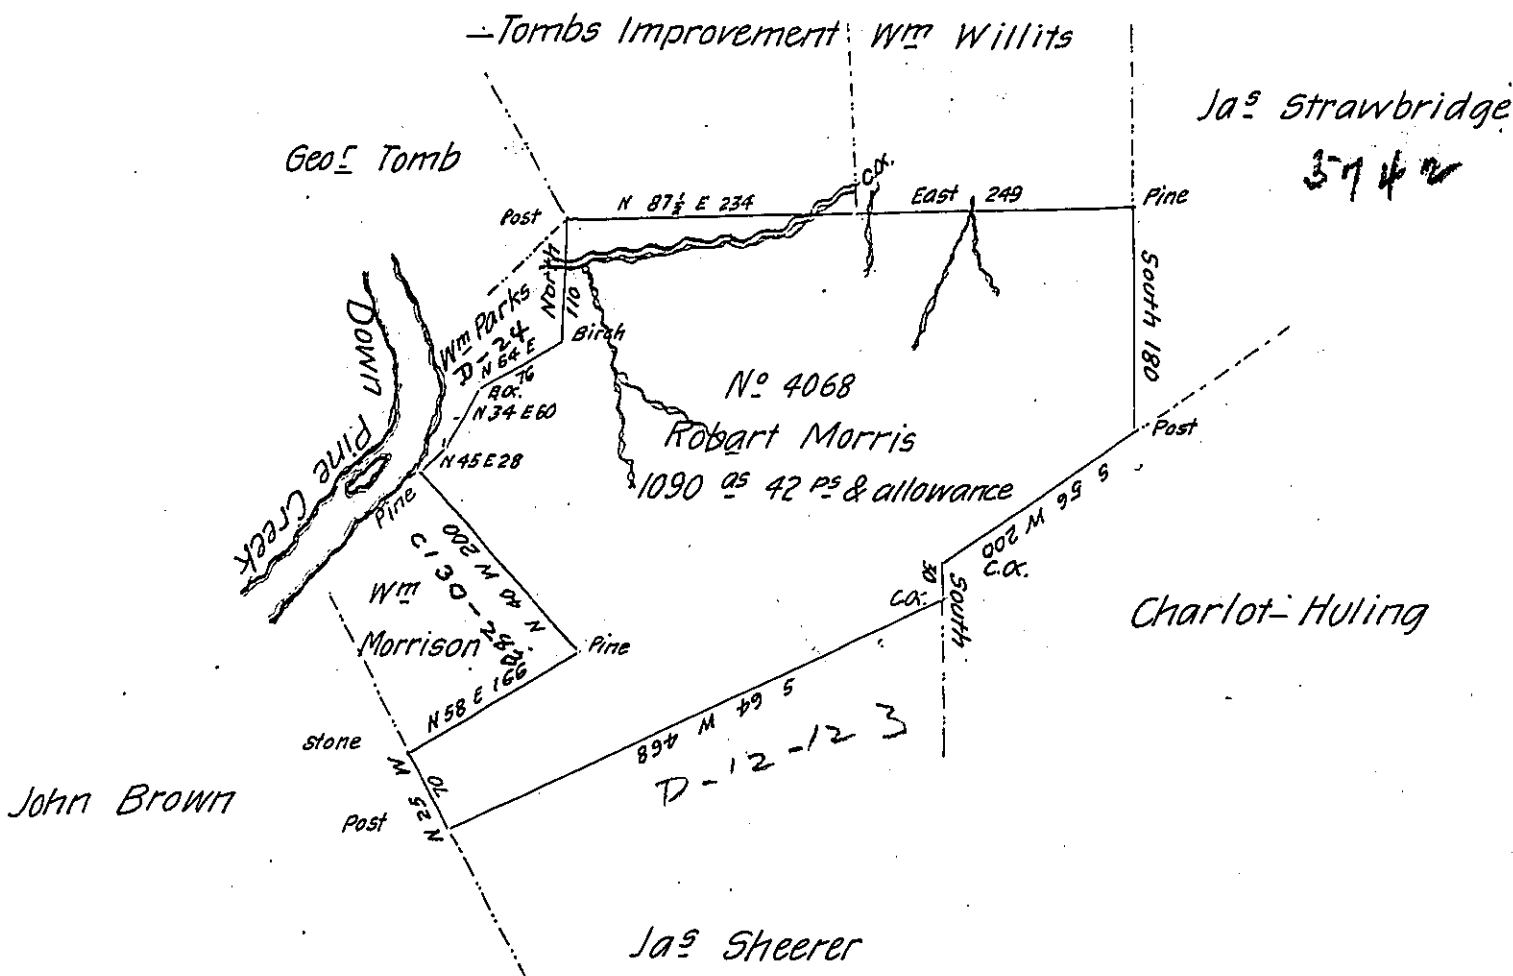 Tombs Improvement Wm Willits
Jas Strawbridge
3742
Geor Tomb
Post
N 87½ E 234
C.O.
East 249
Pine
North
110
South 180
Wm Parks
D-24
N 64 E
76
Birch
B.O.
N 34 E 60
N 45 E 28
Down Pine Creek
Pine
No 4068
Robart Morris
1090 as 42 Ps & allowance
Post
S 56 W 200
C.O.
30
South
C.O.
Charlot Huling
N 40 W 200
Wm
Morrison
Pine
N 58 E 166
Stone
N 25 W
70
Post
S 64 W 468
D-12-123
John Brown
Jas Sheerer